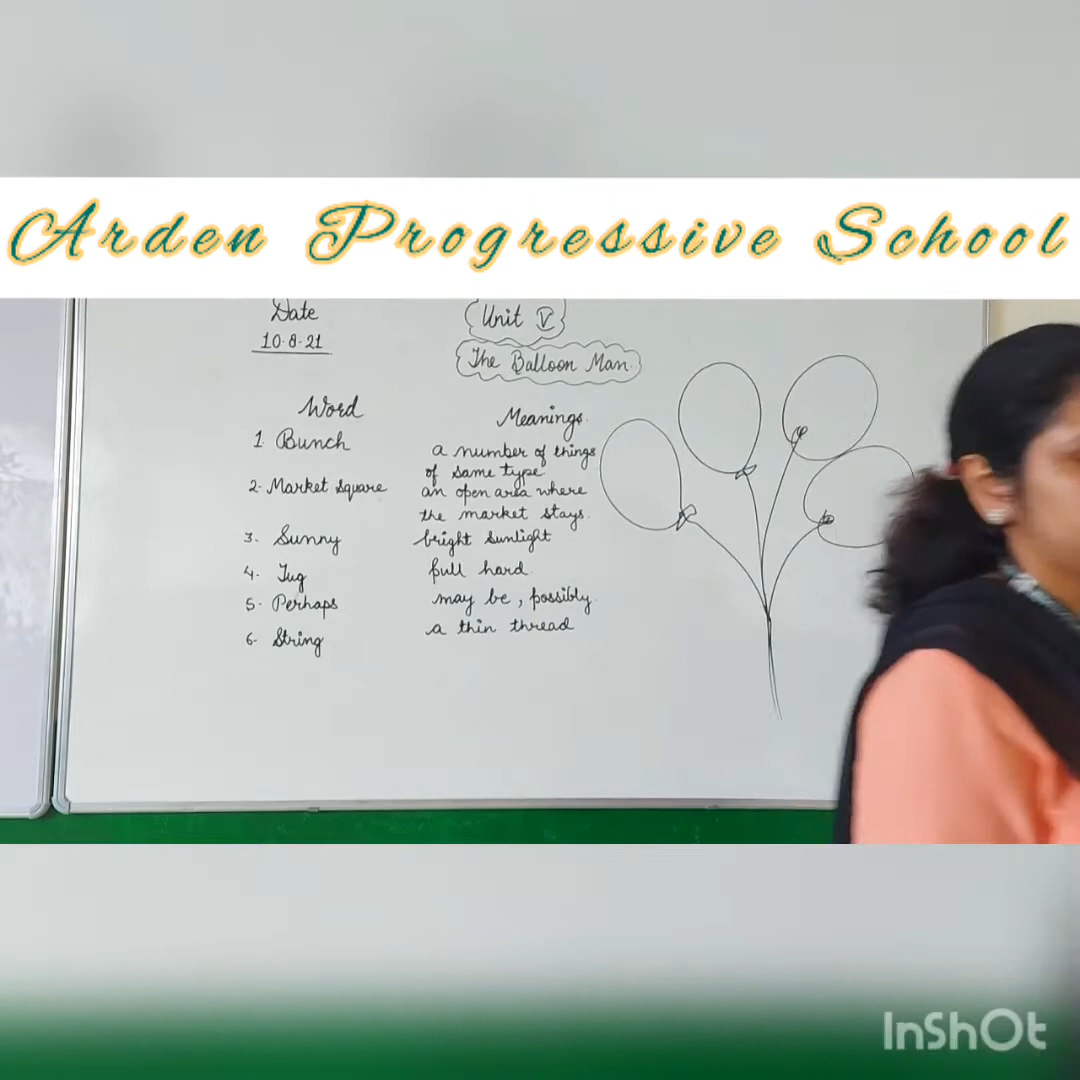 Arden Progressive School
Date
10.8.21
Unit V
The Balloon Man.
Word
Meanings.
1 Bunch
a number of things
of same type
2- Market square
an open area where
the market stays.
3. Sunny
bright sunlight
4. Tug
pull hard.
5. Perhaps
may be, possibly.
6- String
a thin thread
InShOt